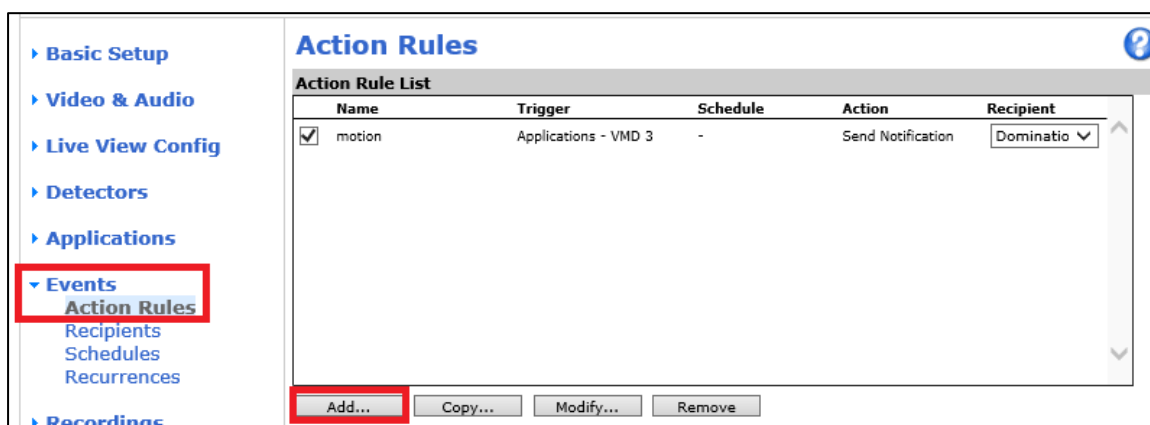 Basic Setup
Video & Audio
Live View Config
Detectors
Applications
Events
Action Rules
Recipients
Schedules
Recurrences
Recordings
Action Rules
?
Action Rule List
Name Trigger Schedule Action Recipient
motion Applications - VMD 3 - Send Notification Dominatio
Add... Copy... Modify... Remove